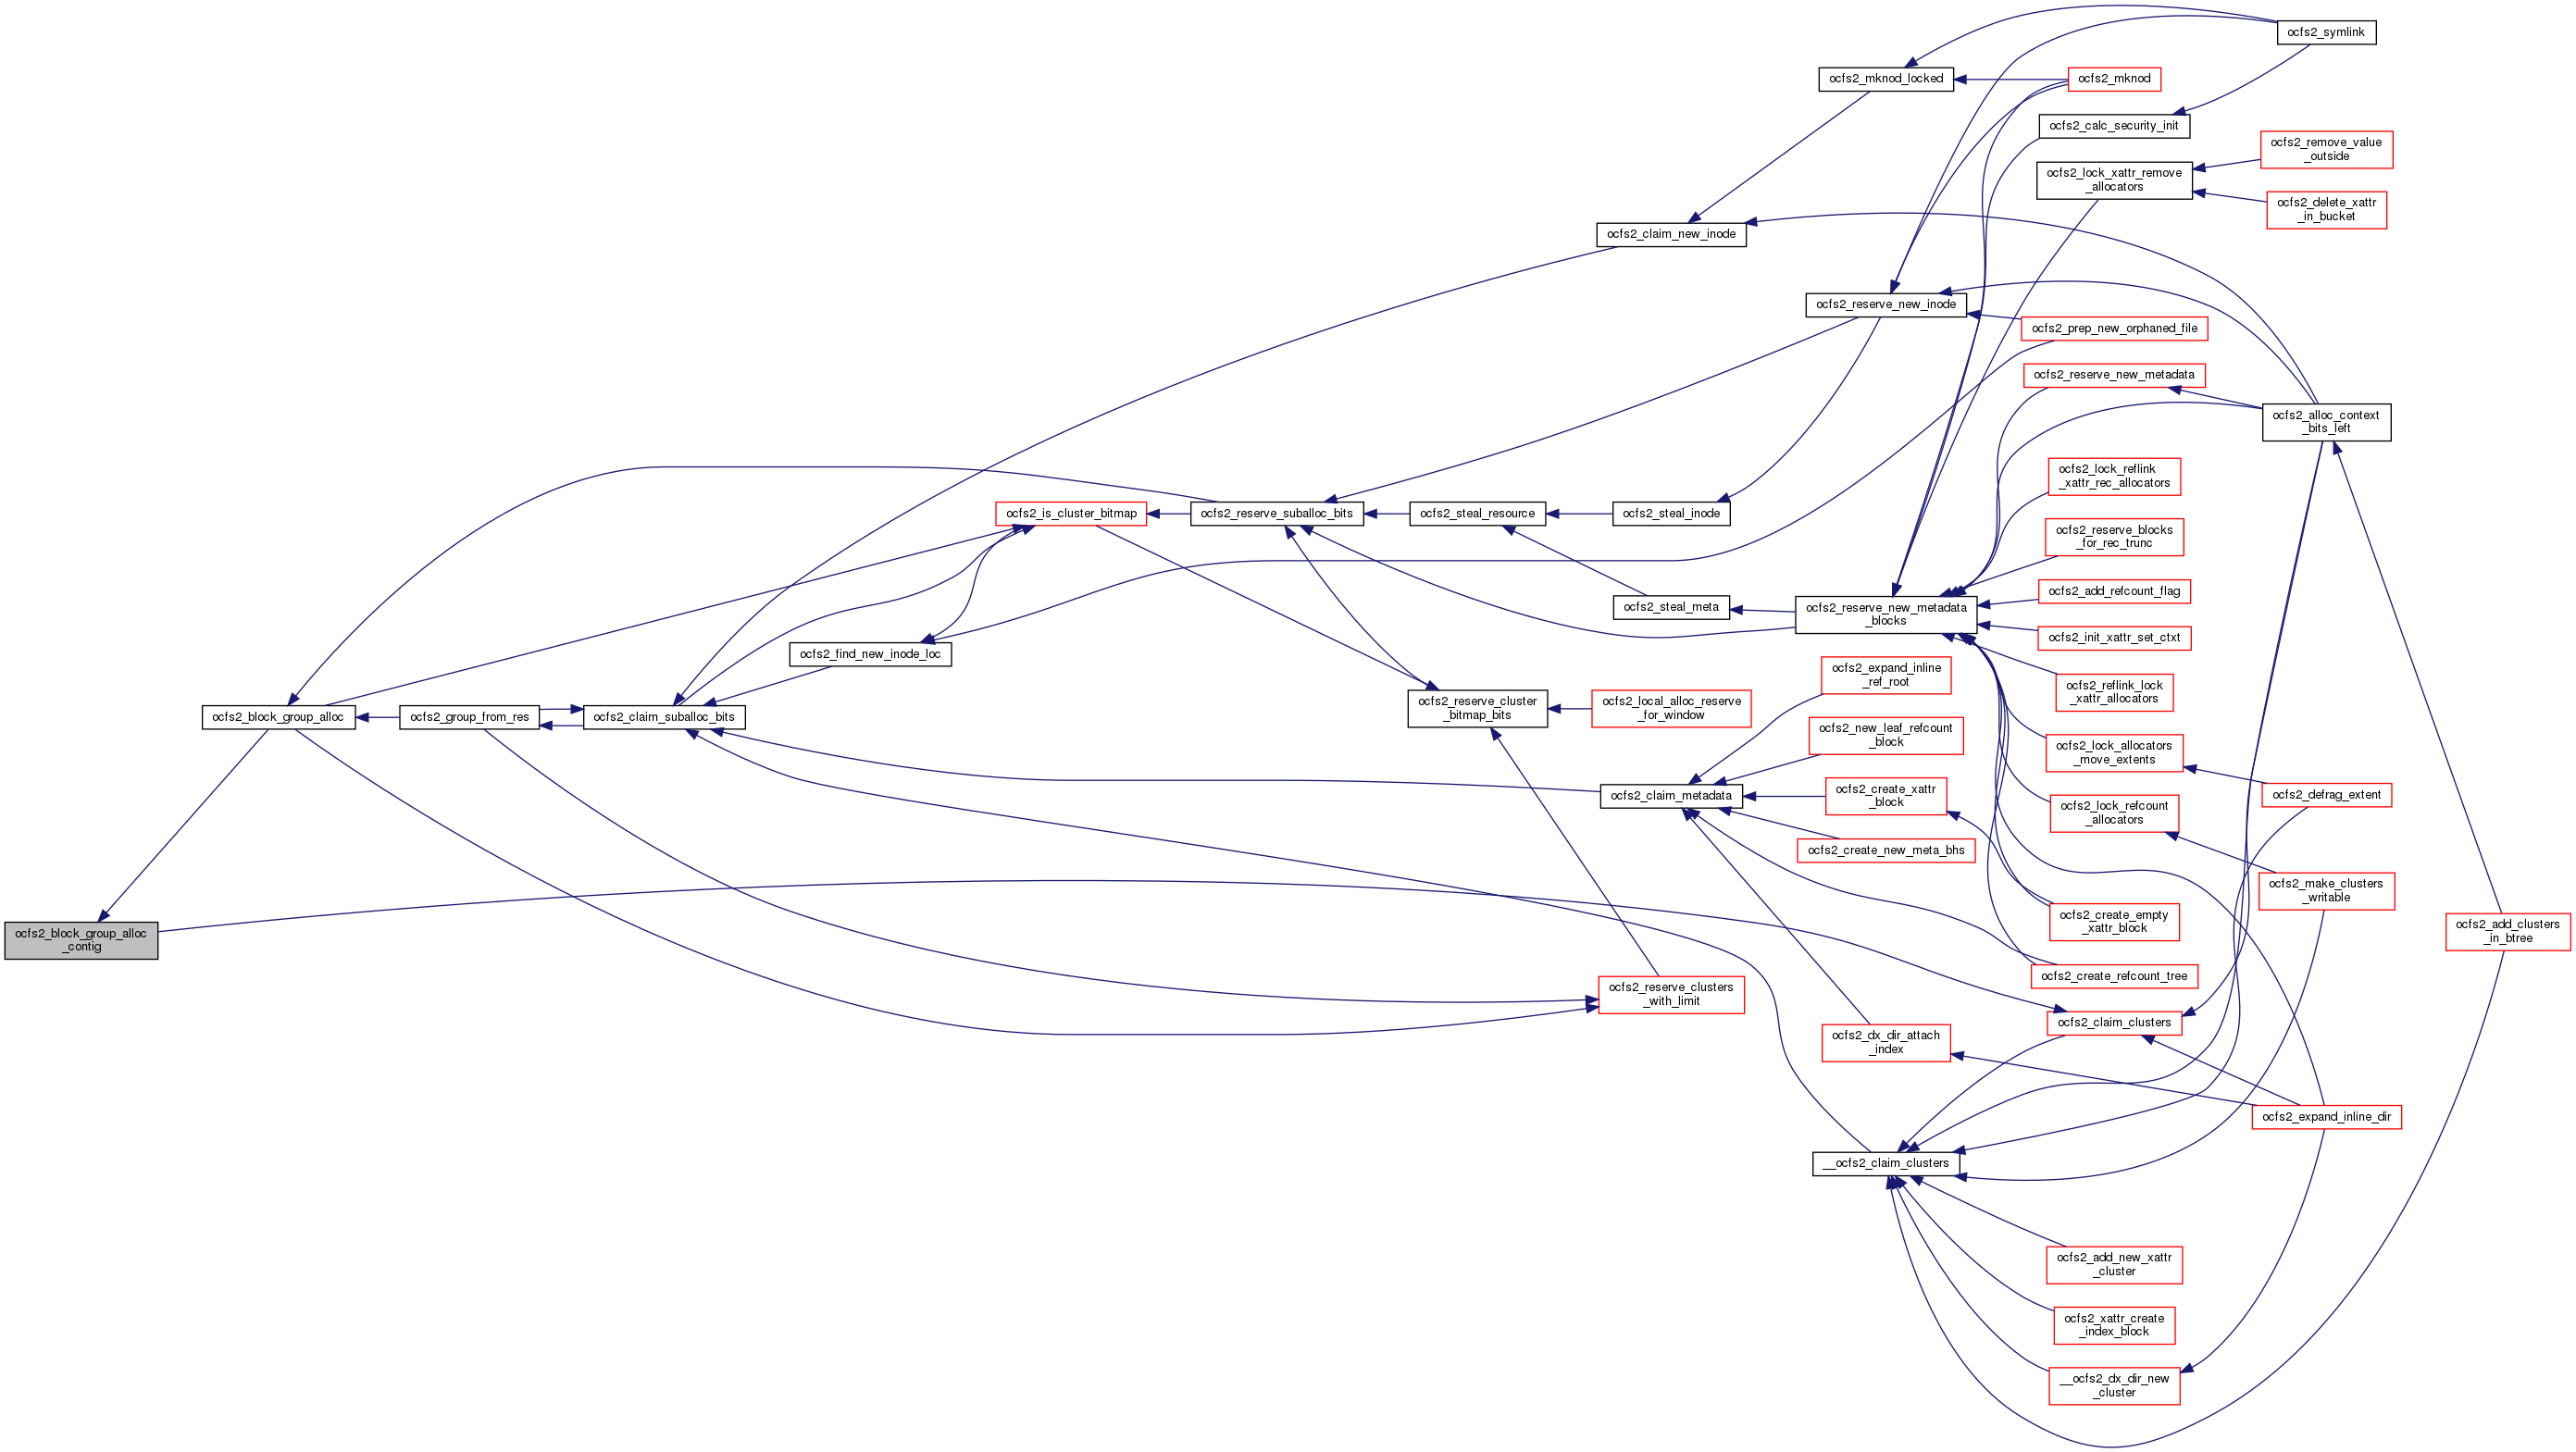 ocfs2_block_group_alloc
_contig
ocfs2_block_group_alloc
ocfs2_group_from_res
ocfs2_claim_suballoc_bits
ocfs2_find_new_inode_loc
ocfs2_is_cluster_bitmap
ocfs2_reserve_suballoc_bits
ocfs2_reserve_cluster
_bitmap_bits
ocfs2_steal_resource
ocfs2_local_alloc_reserve
_for_window
ocfs2_reserve_clusters
_with_limit
ocfs2_claim_new_inode
ocfs2_steal_inode
ocfs2_steal_meta
ocfs2_claim_metadata
ocfs2_mknod_locked
ocfs2_reserve_new_inode
ocfs2_reserve_new_metadata
_blocks
ocfs2_expand_inline
_ref_root
ocfs2_new_leaf_refcount
_block
ocfs2_create_xattr
_block
ocfs2_create_new_meta_bhs
ocfs2_dx_dir_attach
_index
__ocfs2_claim_clusters
ocfs2_mknod
ocfs2_calc_security_init
ocfs2_lock_xattr_remove
_allocators
ocfs2_prep_new_orphaned_file
ocfs2_reserve_new_metadata
ocfs2_lock_reflink
_xattr_rec_allocators
ocfs2_reserve_blocks
_for_rec_trunc
ocfs2_add_refcount_flag
ocfs2_init_xattr_set_ctxt
ocfs2_reflink_lock
_xattr_allocators
ocfs2_lock_allocators
_move_extents
ocfs2_lock_refcount
_allocators
ocfs2_create_empty
_xattr_block
ocfs2_create_refcount_tree
ocfs2_claim_clusters
ocfs2_add_new_xattr
_cluster
ocfs2_xattr_create
_index_block
__ocfs2_dx_dir_new
_cluster
ocfs2_symlink
ocfs2_remove_value
_outside
ocfs2_delete_xattr
_in_bucket
ocfs2_alloc_context
_bits_left
ocfs2_defrag_extent
ocfs2_make_clusters
_writable
ocfs2_expand_inline_dir
ocfs2_add_clusters
_in_btree